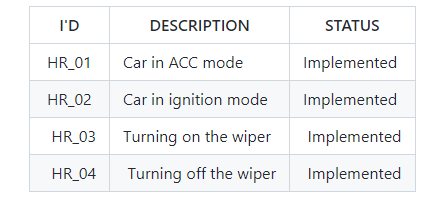 I'D DESCRIPTION STATUS
HR_01 Car in ACC mode Implemented
HR_02 Car in ignition mode Implemented
HR_03 Turning on the wiper Implemented
HR_04 Turning off the wiper Implemented